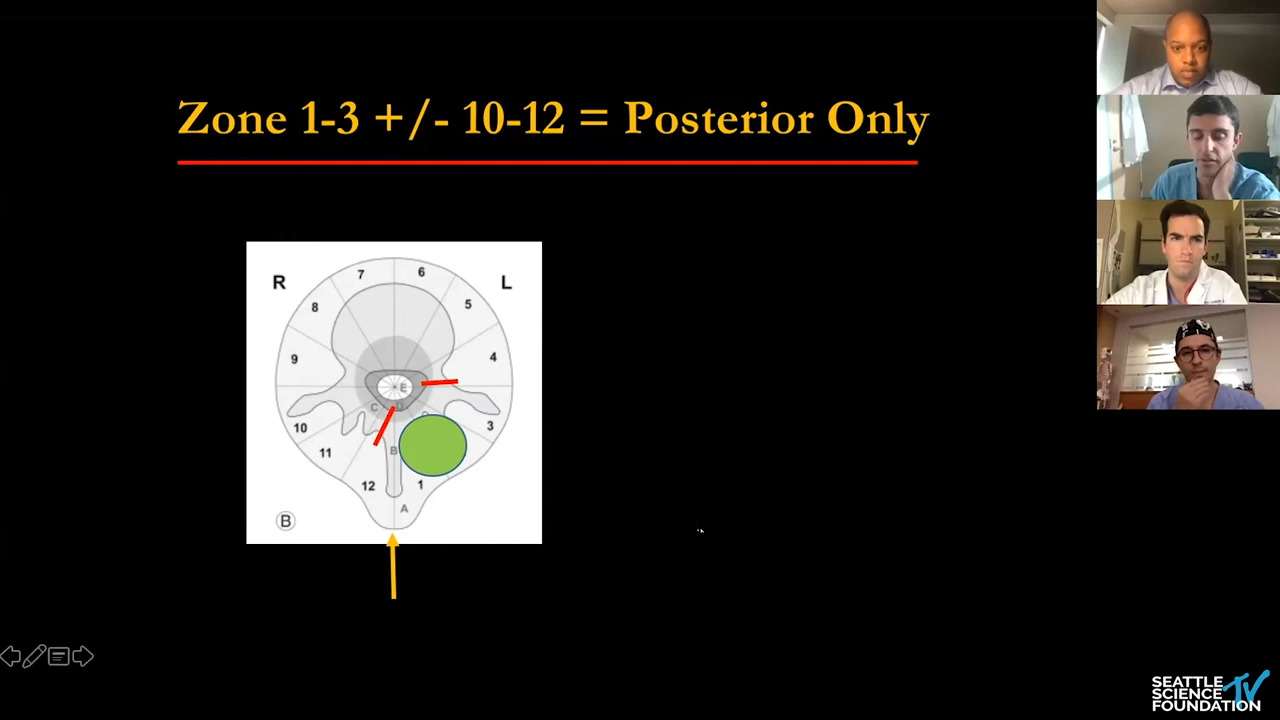 Zone 1-3 +/- 10-12 = Posterior Only
R
L
7
6
8
5
9
4
E
C
D
10
3
11
B
12
1
A
B
SEATTLE
SCIENCE
FOUNDATION
TV